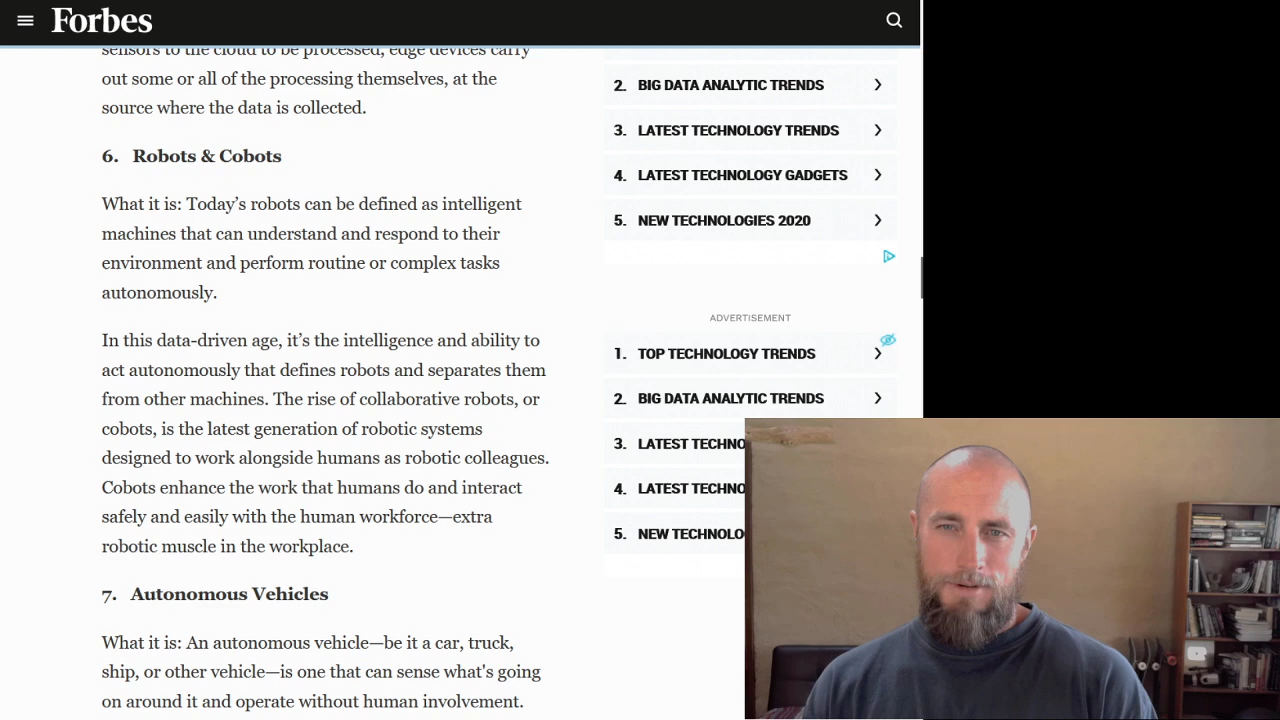 Forbes
sensors to the cloud to be processed, edge devices carry
out some or all of the processing themselves, at the
source where the data is collected.
6. Robots & Cobots
What it is: Today’s robots can be defined as intelligent
machines that can understand and respond to their
environment and perform routine or complex tasks
autonomously.
In this data-driven age, it’s the intelligence and ability to
act autonomously that defines robots and separates them
from other machines. The rise of collaborative robots, or
cobots, is the latest generation of robotic systems
designed to work alongside humans as robotic colleagues.
Cobots enhance the work that humans do and interact
safely and easily with the human workforce—extra
robotic muscle in the workplace.
7. Autonomous Vehicles
What it is: An autonomous vehicle—be it a car, truck,
ship, or other vehicle—is one that can sense what's going
on around it and operate without human involvement.
2. BIG DATA ANALYTIC TRENDS
3. LATEST TECHNOLOGY TRENDS
4. LATEST TECHNOLOGY GADGETS
5. NEW TECHNOLOGIES 2020
ADVERTISEMENT
1. TOP TECHNOLOGY TRENDS
2. BIG DATA ANALYTIC TRENDS
3. LATEST TECHNO
4. LATEST TECHNO
5. NEW TECHNOLO